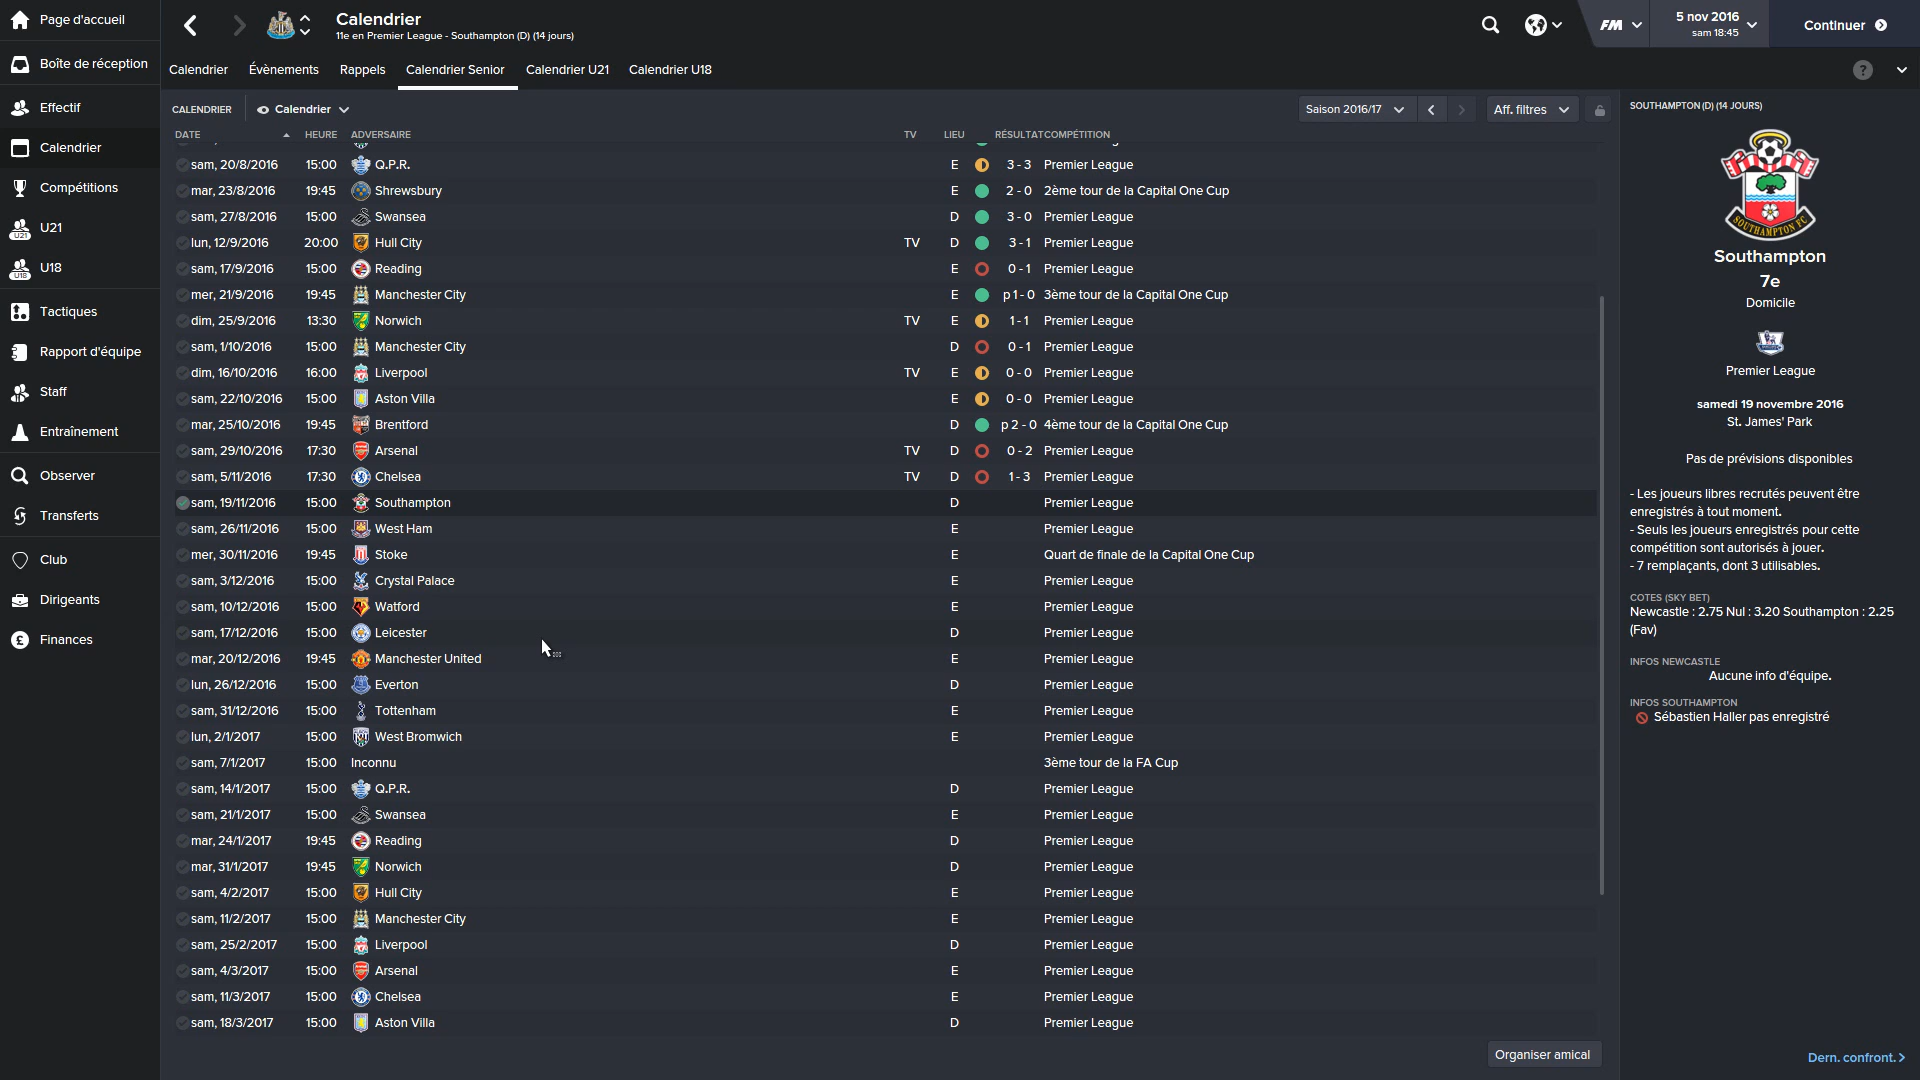 Page d'accueil
Boîte de réception
Effectif
Calendrier
Compétitions
U21
U18
Tactiques
Rapport d'équipe
Staff
Entraînement
Observer
Transferts
Club
Dirigeants
Finances
Calendrier
11e en Premier League - Southampton (D) (14 jours)
FM
5 nov 2016
sam 18:45
Continuer
Calendrier Évènements Rappels Calendrier Senior Calendrier U21 Calendrier U18
CALENDRIER Calendrier Saison 2016/17 Aff. filtres
DATE HEURE ADVERSAIRE TV LIEU RÉSULTAT COMPÉTITION
sam, 20/8/2016 15:00 Q.P.R. E 3 - 3 Premier League
mar, 23/8/2016 19:45 Shrewsbury E 2 - 0 2ème tour de la Capital One Cup
sam, 27/8/2016 15:00 Swansea D 3 - 0 Premier League
lun, 12/9/2016 20:00 Hull City TV D 3 - 1 Premier League
sam, 17/9/2016 15:00 Reading E 0 - 1 Premier League
mer, 21/9/2016 19:45 Manchester City E p 1 - 0 3ème tour de la Capital One Cup
dim, 25/9/2016 13:30 Norwich TV E 1 - 1 Premier League
sam, 1/10/2016 15:00 Manchester City D 0 - 1 Premier League
dim, 16/10/2016 16:00 Liverpool TV E 0 - 0 Premier League
sam, 22/10/2016 15:00 Aston Villa E 0 - 0 Premier League
mar, 25/10/2016 19:45 Brentford D p 2 - 0 4ème tour de la Capital One Cup
sam, 29/10/2016 17:30 Arsenal TV D 0 - 2 Premier League
sam, 5/11/2016 17:30 Chelsea TV D 1 - 3 Premier League
sam, 19/11/2016 15:00 Southampton D Premier League
sam, 26/11/2016 15:00 West Ham E Premier League
mer, 30/11/2016 19:45 Stoke E Quart de finale de la Capital One Cup
sam, 3/12/2016 15:00 Crystal Palace E Premier League
sam, 10/12/2016 15:00 Watford E Premier League
sam, 17/12/2016 15:00 Leicester D Premier League
mar, 20/12/2016 19:45 Manchester United E Premier League
lun, 26/12/2016 15:00 Everton D Premier League
sam, 31/12/2016 15:00 Tottenham E Premier League
lun, 2/1/2017 15:00 West Bromwich E Premier League
sam, 7/1/2017 15:00 Inconnu 3ème tour de la FA Cup
sam, 14/1/2017 15:00 Q.P.R. D Premier League
sam, 21/1/2017 15:00 Swansea E Premier League
mar, 24/1/2017 19:45 Reading D Premier League
mar, 31/1/2017 19:45 Norwich D Premier League
sam, 4/2/2017 15:00 Hull City E Premier League
sam, 11/2/2017 15:00 Manchester City E Premier League
sam, 25/2/2017 15:00 Liverpool D Premier League
sam, 4/3/2017 15:00 Arsenal E Premier League
sam, 11/3/2017 15:00 Chelsea E Premier League
sam, 18/3/2017 15:00 Aston Villa D Premier League
Organiser amical
SOUTHAMPTON (D) (14 JOURS)
SOUTHAMPTON FC
Southampton
7e
Domicile
Premier League
samedi 19 novembre 2016
St. James' Park
Pas de prévisions disponibles
- Les joueurs libres recrutés peuvent être
enregistrés à tout moment.
- Seuls les joueurs enregistrés pour cette
compétition sont autorisés à jouer.
- 7 remplaçants, dont 3 utilisables.
COTES (SKY BET)
Newcastle : 2.75 Nul : 3.20 Southampton : 2.25
(Fav)
INFOS NEWCASTLE
Aucune info d'équipe.
INFOS SOUTHAMPTON
Sébastien Haller pas enregistré
Dern. confront. >